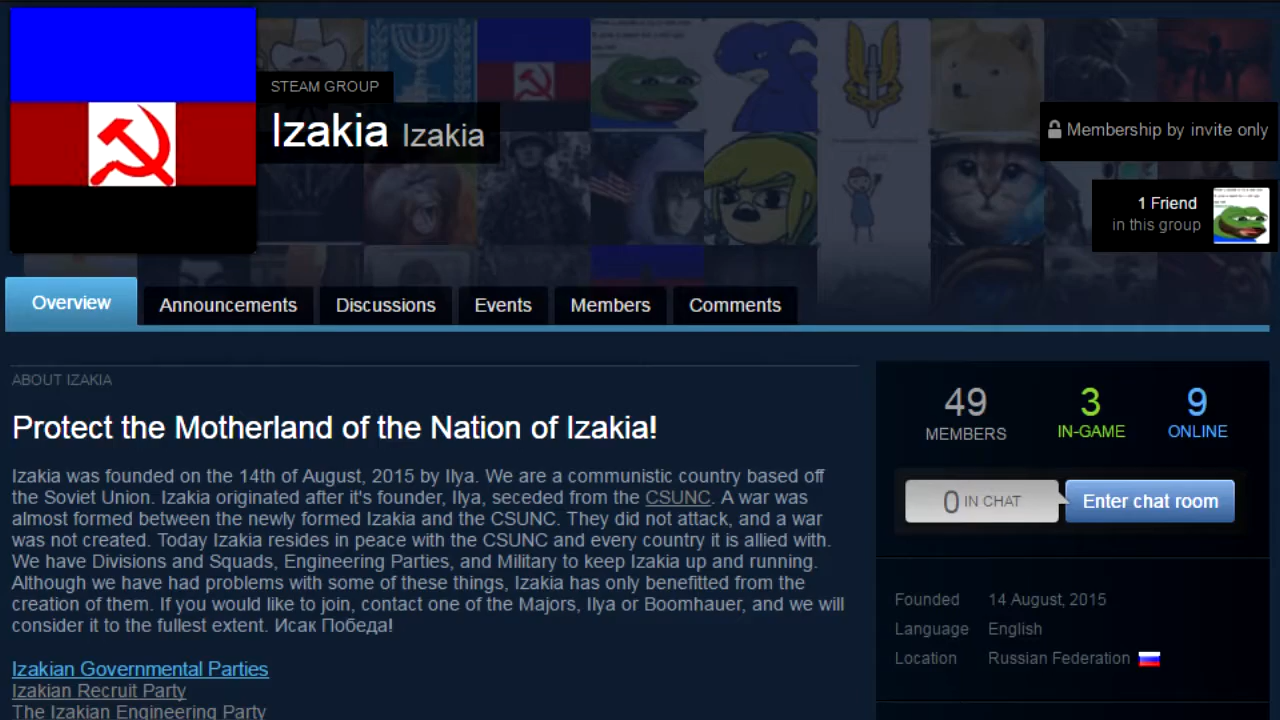 STEAM GROUP
Izakia Izakia
Membership by invite only
1 Friend
in this group
Overview
Announcements
Discussions
Events
Members
Comments
ABOUT IZAKIA
Protect the Motherland of the Nation of Izakia!
Izakia was founded on the 14th of August, 2015 by Ilya. We are a communistic country based off
the Soviet Union. Izakia originated after it's founder, Ilya, seceded from the CSUNC. A war was
almost formed between the newly formed Izakia and the CSUNC. They did not attack, and a war
was not created. Today Izakia resides in peace with the CSUNC and every country it is allied with.
We have Divisions and Squads, Engineering Parties, and Military to keep Izakia up and running.
Although we have had problems with some of these things, Izakia has only benefitted from the
creation of them. If you would like to join, contact one of the Majors, Ilya or Boomhauer, and we will
consider it to the fullest extent. Исак Победа!
Izakian Governmental Parties
Izakian Recruit Party
The Izakian Engineering Party
49
MEMBERS
3
IN-GAME
9
ONLINE
0 IN CHAT
Enter chat room
Founded 14 August, 2015
Language English
Location Russian Federation